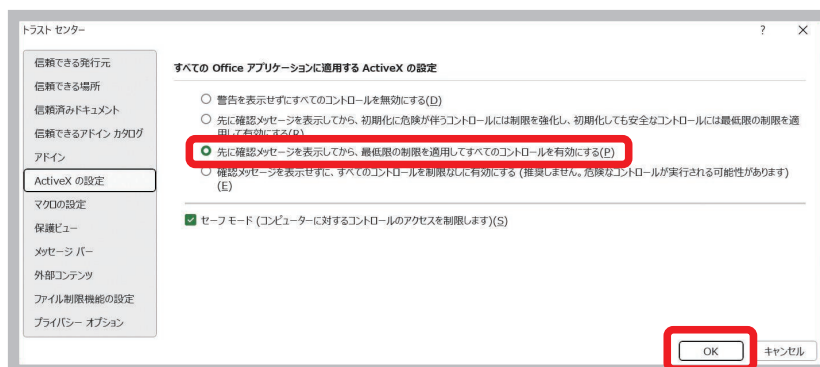 トラスト センター
? ×
信頼できる発行元
信頼できる場所
信頼済みドキュメント
信頼できるアドイン カタログ
アドイン
ActiveX の設定
マクロの設定
保護ビュー
メッセージ バー
外部コンテンツ
ファイル制限機能の設定
プライバシー オプション
すべての Office アプリケーションに適用する ActiveX の設定
警告を表示せずにすべてのコントロールを無効にする(D)
先に確認メッセージを表示してから、初期化に危険が伴うコントロールには制限を強化し、初期化しても安全なコントロールには最低限の制限を適
用して有効にする(R)
先に確認メッセージを表示してから、最低限の制限を適用してすべてのコントロールを有効にする(P)
確認メッセージを表示せずに、すべてのコントロールを制限なしに有効にする (推奨しません。危険なコントロールが実行される可能性があります)
(E)
セーフ モード (コンピューターに対するコントロールのアクセスを制限します)(S)
OK
キャンセル